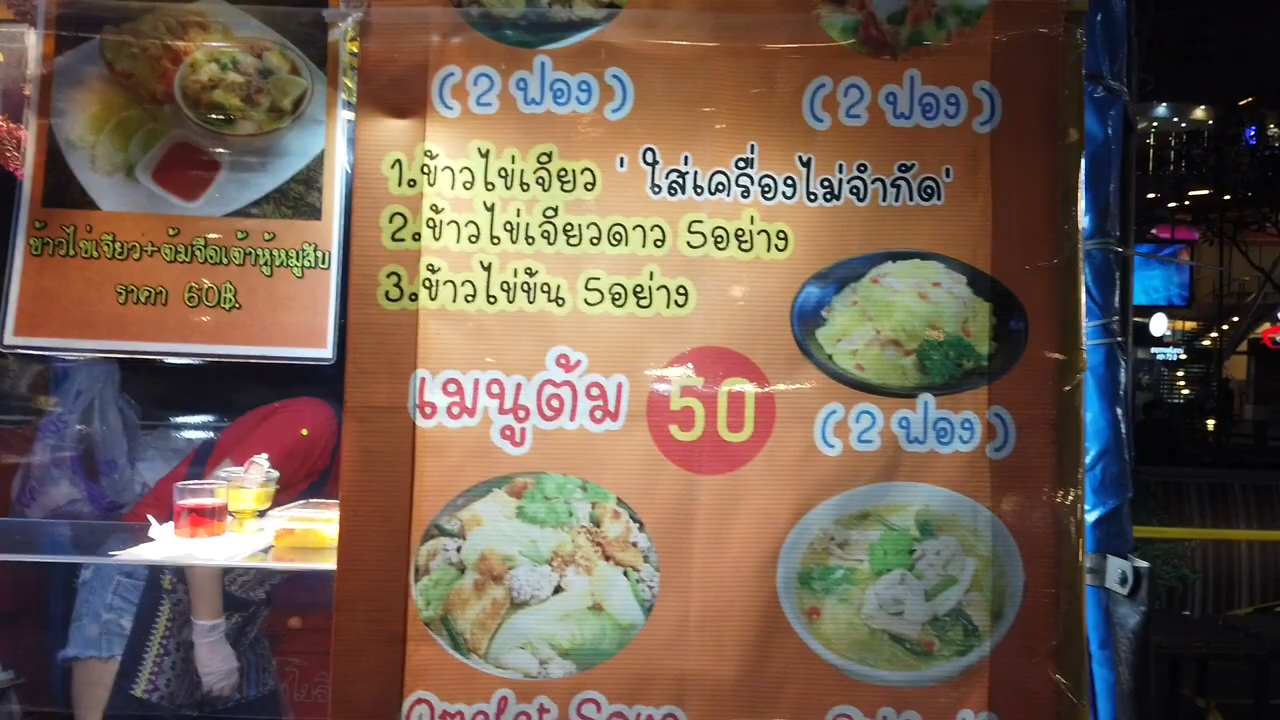 (2 ฟอง)
(2 ฟอง)
1.ข้าวไข่เจียว ' ใส่เครื่องไม่จำกัด'
2.ข้าวไข่เจียวดาว 5อย่าง
3.ข้าวไข่ข้น 5อย่าง
ข้าวไข่เจียว+ต้มจืดเต้าหู้หมูสับ
ราคา 60฿.
เมนูต้ม 50
(2 ฟอง)
Omelet Soup